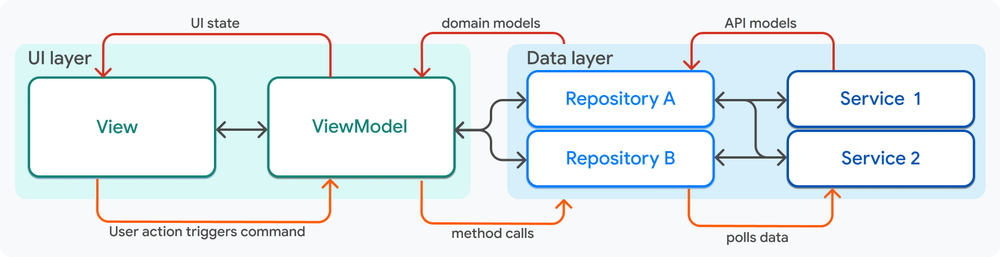 UI state
domain models
API models
UI layer
Data layer
View
ViewModel
Repository A
Service 1
Repository B
Service 2
User action triggers command
method calls
polls data